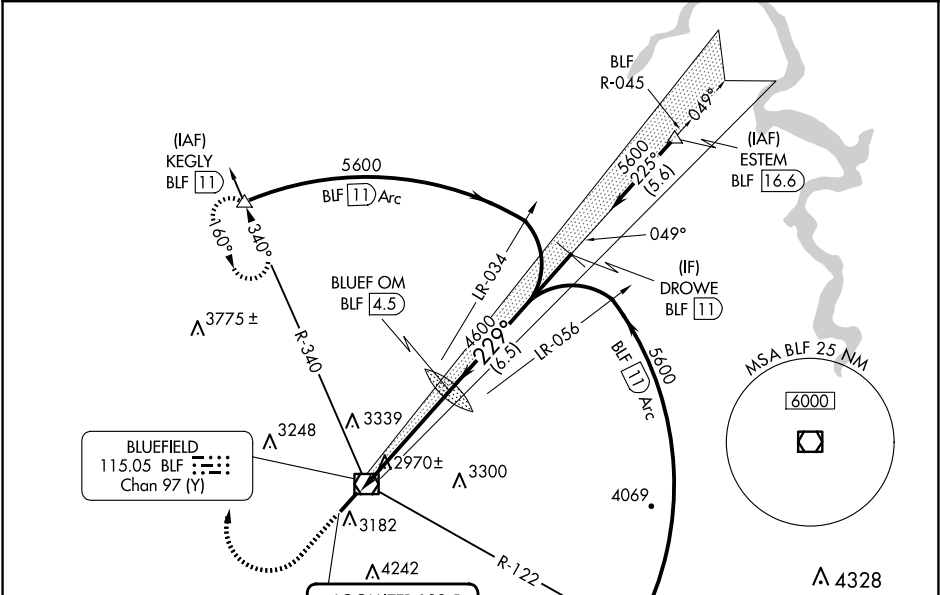 BLF
R-045
049°
(IAF)
KEGLY
BLF 11
5600
BLF 11 Arc
5600
225°
(5.6)
(IAF)
ESTEM
BLF 16.6
340°
160°
049°
LR-034
(IF)
DROWE
BLF 11
BLUEF OM
BLF 4.5
3775 ±
R-340
4600
229°
(6.5)
LR-056
5600
BLF 11 Arc
MSA BLF 25 NM
6000
3339
3248
BLUEFIELD
115.05 BLF
Chan 97 (Y)
2970±
3300
4069
3182
4242
R-122
4328